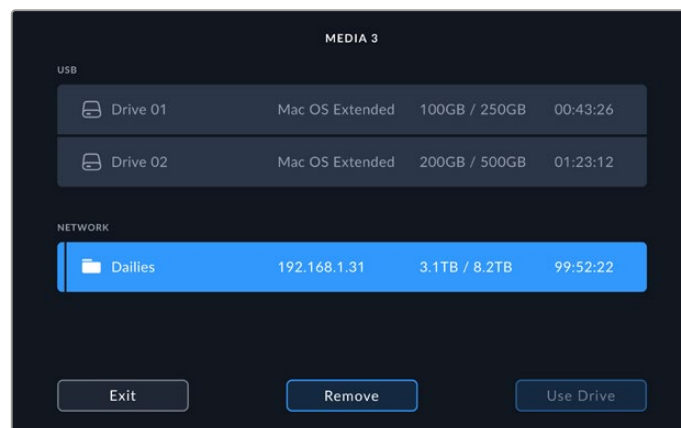 MEDIA 3
USB
Drive 01 Mac OS Extended 100GB / 250GB 00:43:26
Drive 02 Mac OS Extended 200GB / 500GB 01:23:12
NETWORK
Dailies 192.168.1.31 3.1TB / 8.2TB 99:52:22
Exit Remove Use Drive